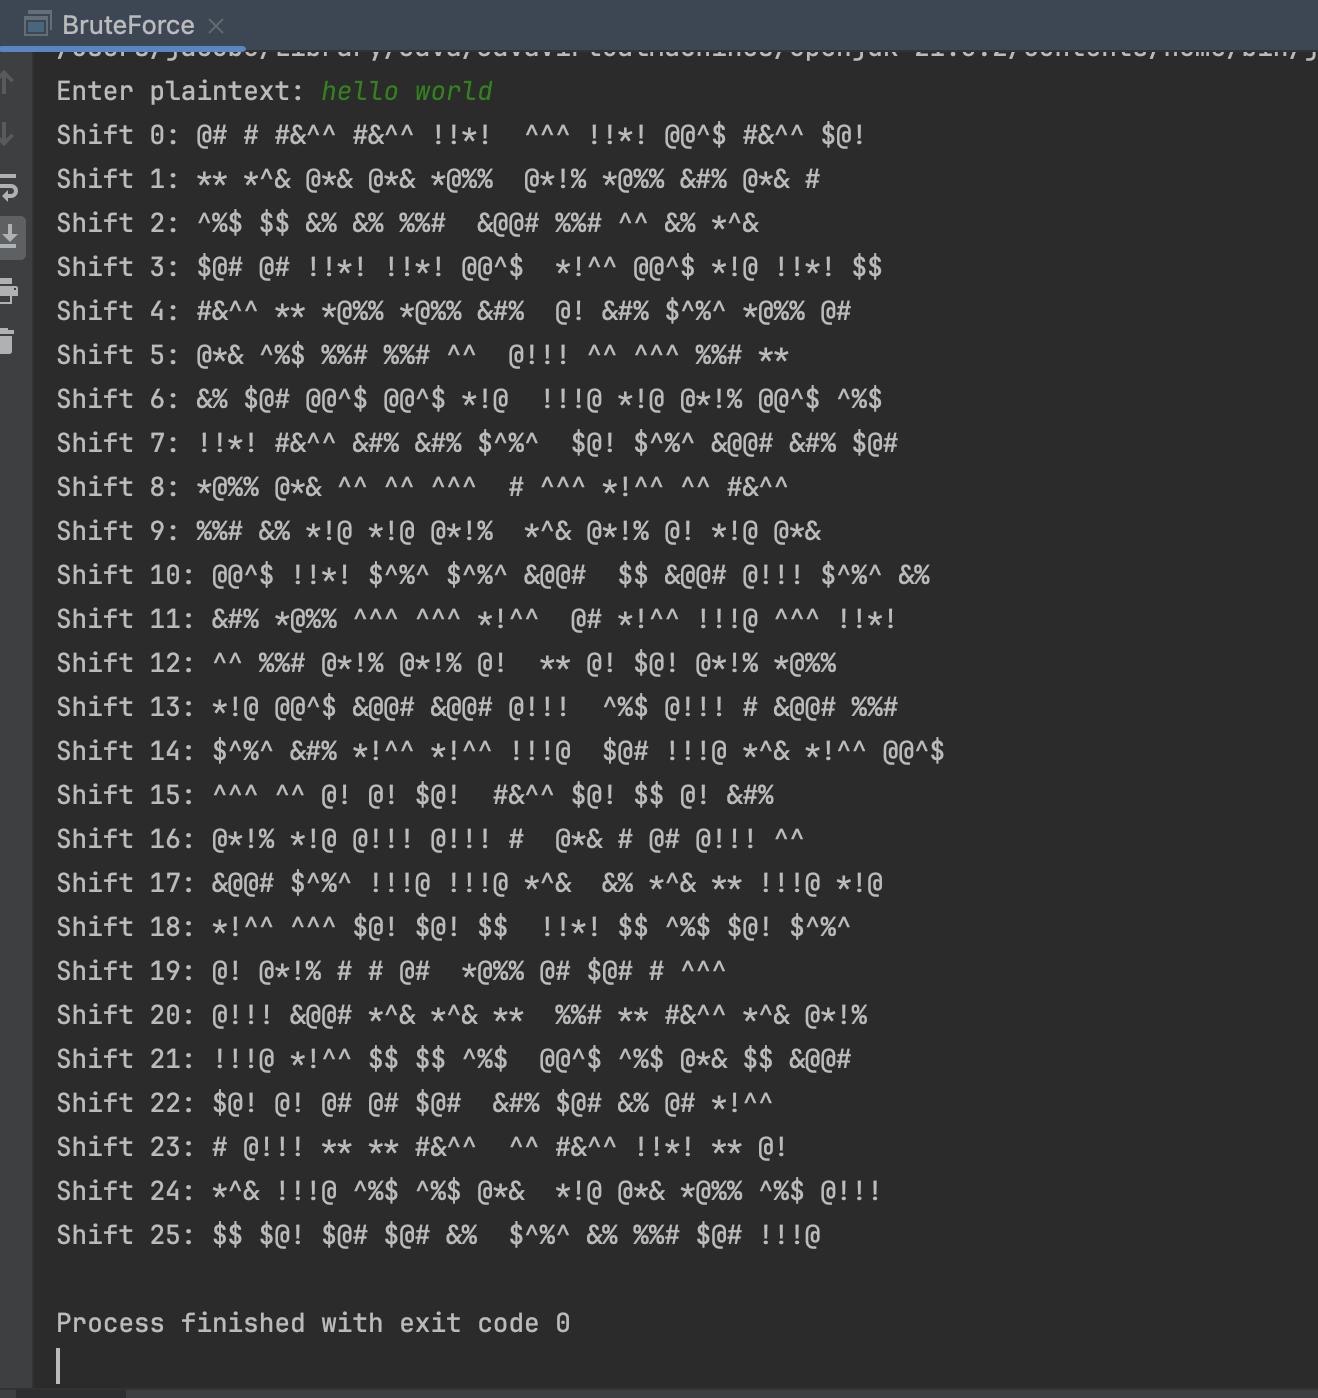 BruteForce
Enter plaintext: hello world
Shift 0: @# # #&^^ #&^^ !!*!  ^^^ !!*! @@^$ #&^^ $@!
Shift 1: ** *^& @*& @*& *@%%  @*!% *@%% &#% @*& #
Shift 2: ^%$ $$ &% &% %%#  &@@# %%# ^^ &% *^&
Shift 3: $@# @# !!*! !!*! @@^$  *!^^ @@^$ *!@ !!*! $$
Shift 4: #&^^ ** *@%% *@%% &#%  @! &#% $^%^ *@%% @#
Shift 5: @*& ^%$ %%# %%# ^^  @!!! ^^ ^^^ %%# **
Shift 6: &% $@# @@^$ @@^$ *!@  !!!@ *!@ @*!% @@^$ ^%$
Shift 7: !!*! #&^^ &#% &#% $^%^  $@! $^%^ &@@# &#% $@#
Shift 8: *@%% @*& ^^ ^^ ^^^  # ^^^ *!^^ ^^ #&^^
Shift 9: %%# &% *!@ *!@ @*!%  *^& @*!% @! *!@ @*&
Shift 10: @@^$ !!*! $^%^ $^%^ &@@#  $$ &@@# @!!! $^%^ &%
Shift 11: &#% *@%% ^^^ ^^^ *!^^  @# *!^^ !!!@ ^^^ !!*!
Shift 12: ^^ %%# @*!% @*!% @!  ** @! $@! @*!% *@%%
Shift 13: *!@ @@^$ &@@# &@@# @!!!  ^%$ @!!! # &@@# %%#
Shift 14: $^%^ &#% *!^^ *!^^ !!!@  $@# !!!@ *^& *!^^ @@^$
Shift 15: ^^^ ^^ @! @! $@!  #&^^ $@! $$ @! &#%
Shift 16: @*!% *!@ @!!! @!!! #  @*& # @# @!!! ^^
Shift 17: &@@# $^%^ !!!@ !!!@ *^&  &% *^& ** !!!@ *!@
Shift 18: *!^^ ^^^ $@! $@! $$  !!*! $$ ^%$ $@! $^%^
Shift 19: @! @*!% # # @#  *@%% @# $@# # ^^^
Shift 20: @!!! &@@# *^& *^& **  %%# ** #&^^ *^& @*!%
Shift 21: !!!@ *!^^ $$ $$ ^%$  @@^$ ^%$ @*& $$ &@@#
Shift 22: $@! @! @# @# $@#  &#% $@# &% @# *!^^
Shift 23: # @!!! ** ** #&^^  ^^ #&^^ !!*! ** @!
Shift 24: *^& !!!@ ^%$ ^%$ @*&  *!@ @*& *@%% ^%$ @!!!
Shift 25: $$ $@! $@# $@# &%  $^%^ &% %%# $@# !!!@
Process finished with exit code 0